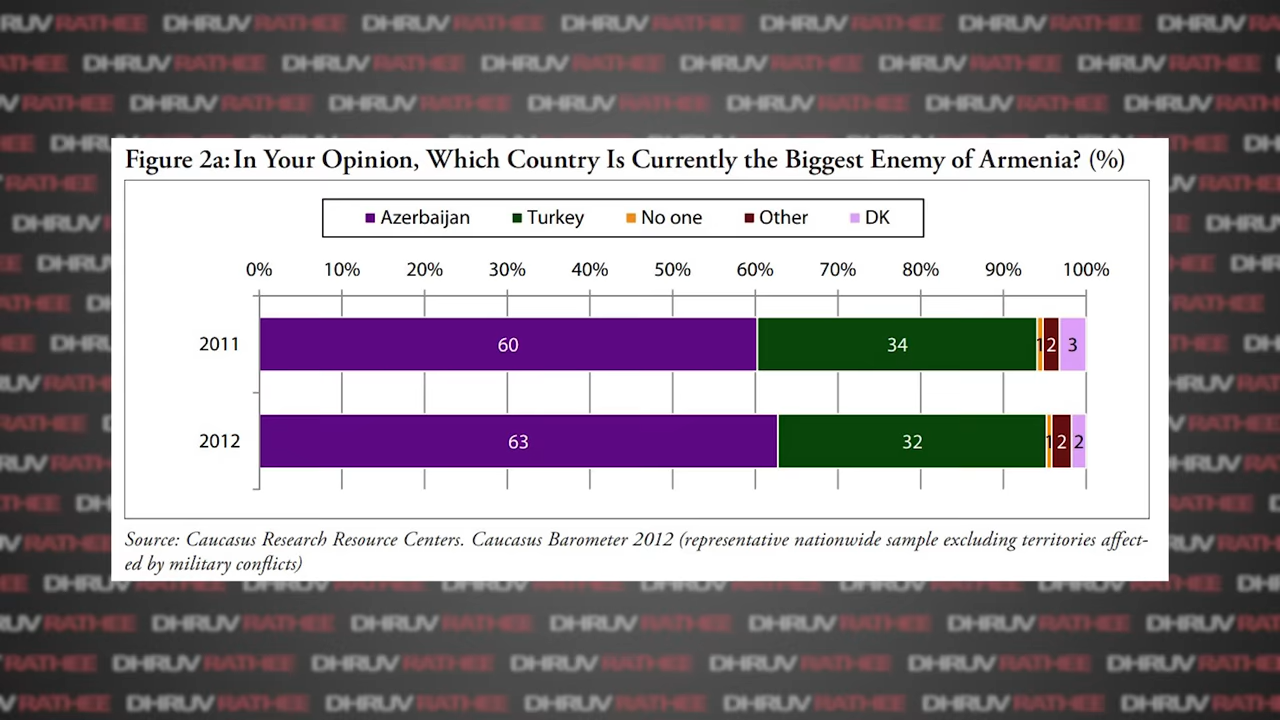 Figure 2a: In Your Opinion, Which Country Is Currently the Biggest Enemy of Armenia? (%)
Azerbaijan Turkey No one Other DK
0% 10% 20% 30% 40% 50% 60% 70% 80% 90% 100%
2011 60 34 1 2 3
2012 63 32 1 2 2
Source: Caucasus Research Resource Centers. Caucasus Barometer 2012 (representative nationwide sample excluding territories affect-
ed by military conflicts)
DHRUV RATHEE